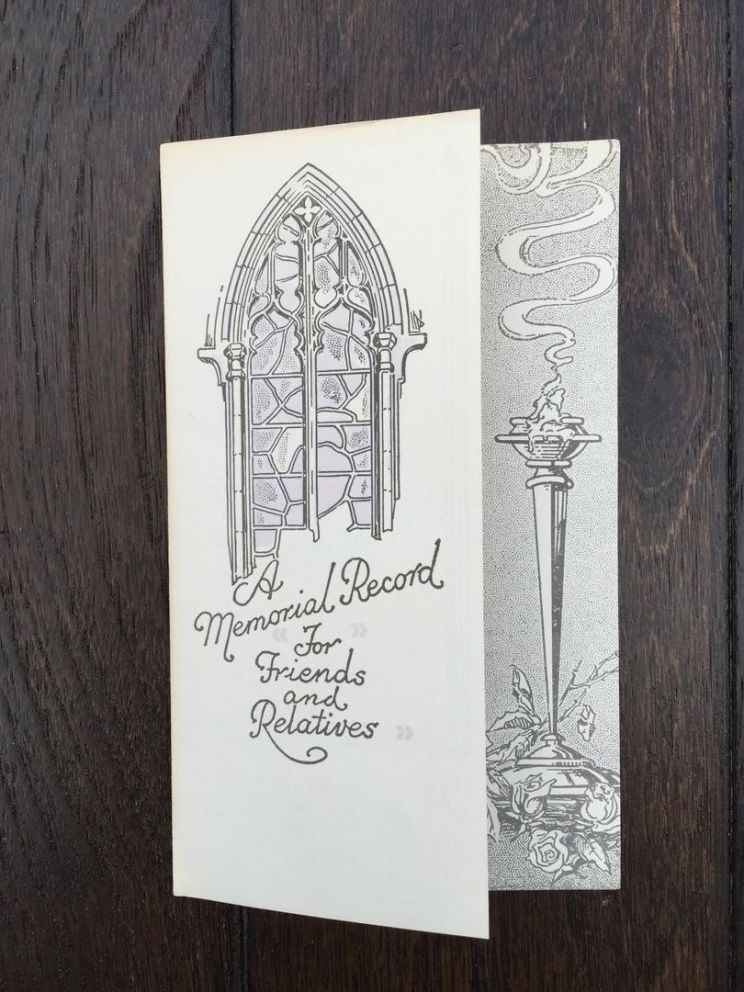 A
Memorial Record
For
Friends
and
Relatives